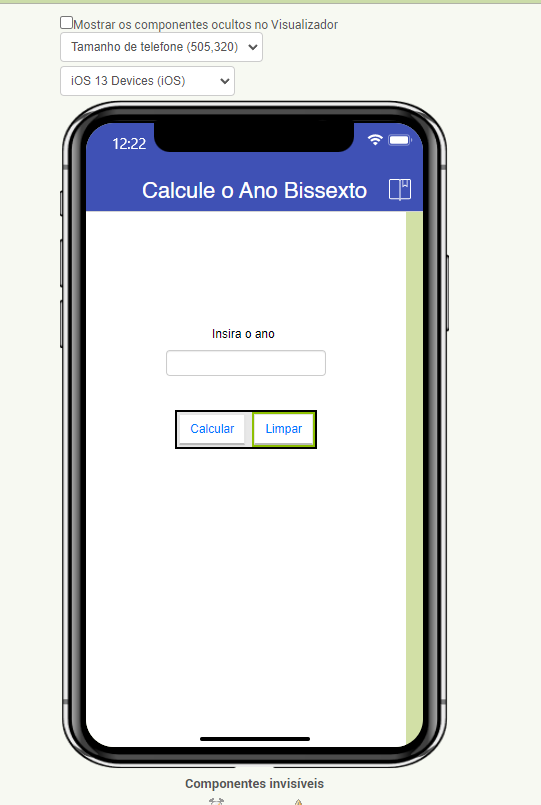 Mostrar os componentes ocultos no Visualizador
Tamanho de telefone (505,320)
iOS 13 Devices (iOS)
12:22
Calcule o Ano Bissexto
Insira o ano
Calcular Limpar
Componentes invisíveis